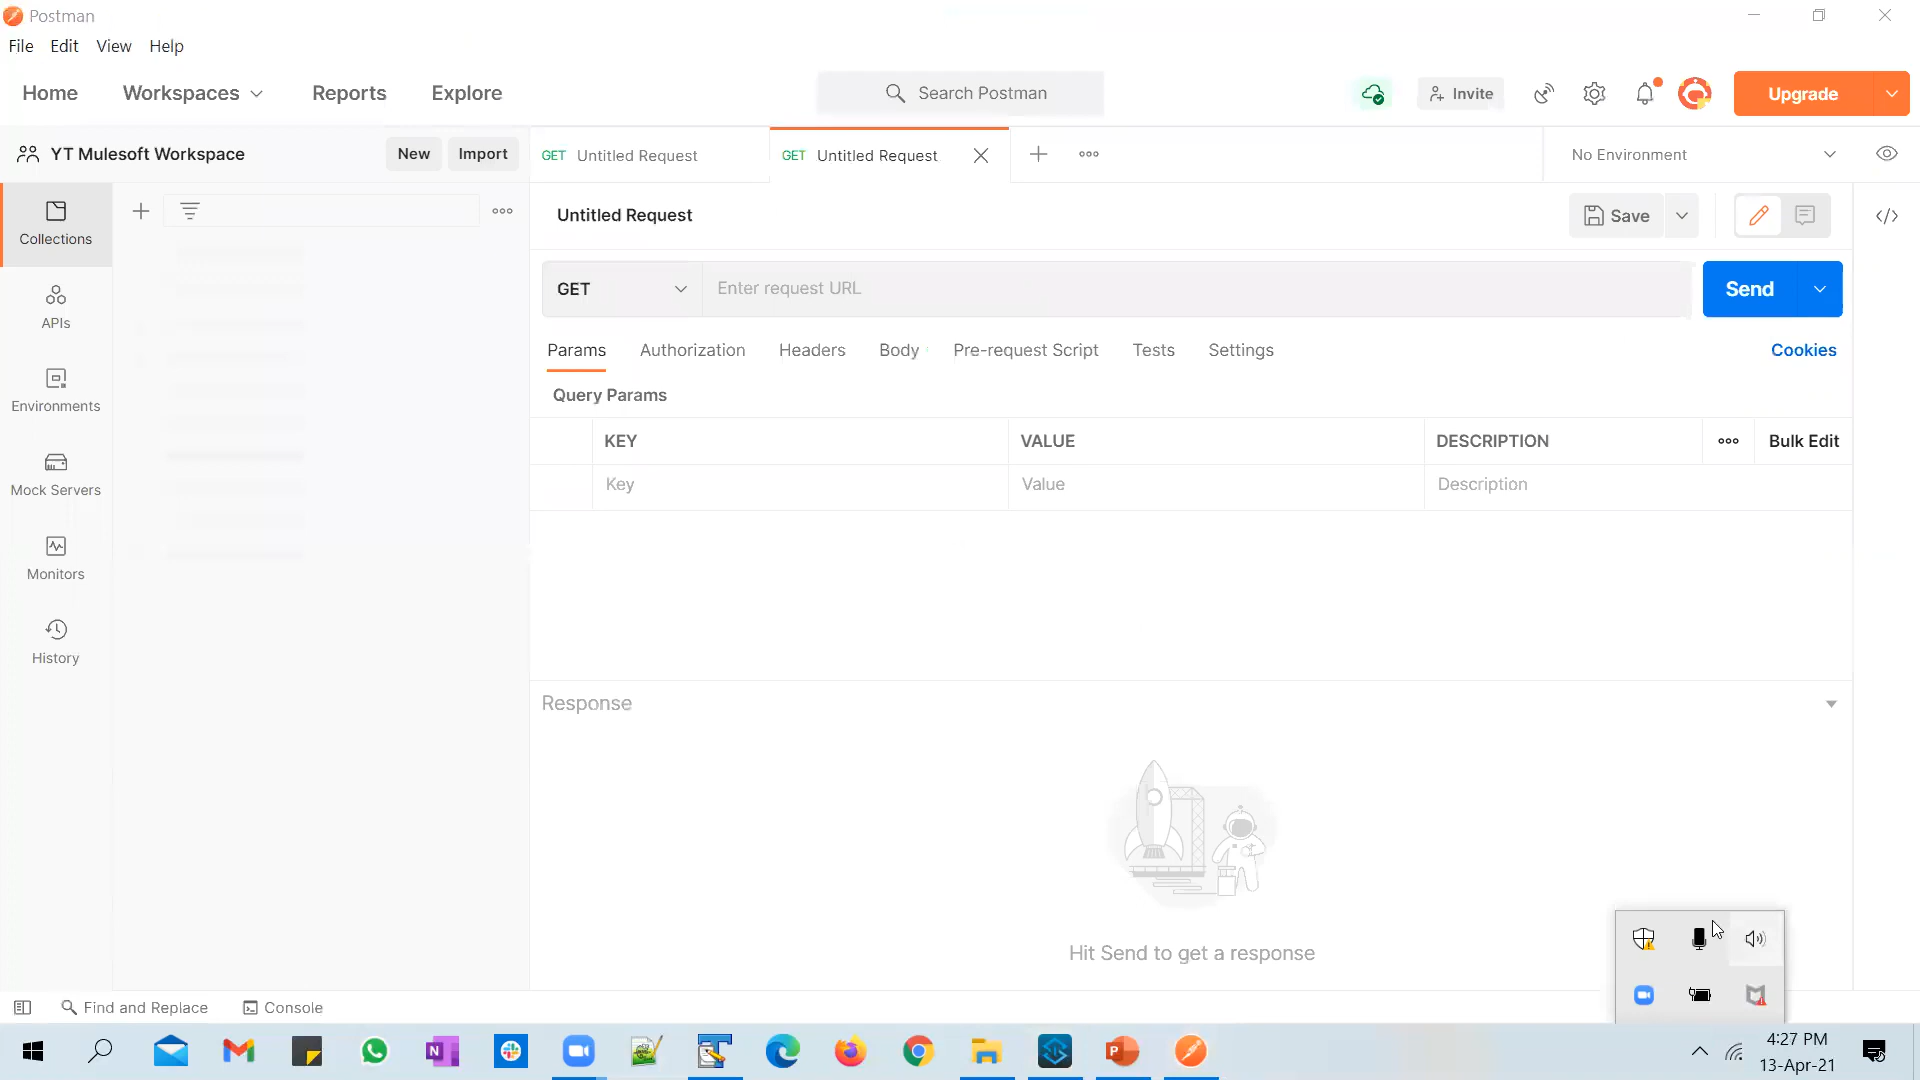 Postman
File Edit View Help
Home Workspaces Reports Explore Search Postman Invite Upgrade
YT Mulesoft Workspace New Import GET Untitled Request GET Untitled Request No Environment
Collections
APIs
Environments
Mock Servers
Monitors
History
Untitled Request Save
GET Enter request URL Send
Params Authorization Headers Body Pre-request Script Tests Settings Cookies
Query Params
KEY VALUE DESCRIPTION Bulk Edit
Key Value Description
Response
Hit Send to get a response
Find and Replace Console
4:27 PM
13-Apr-21